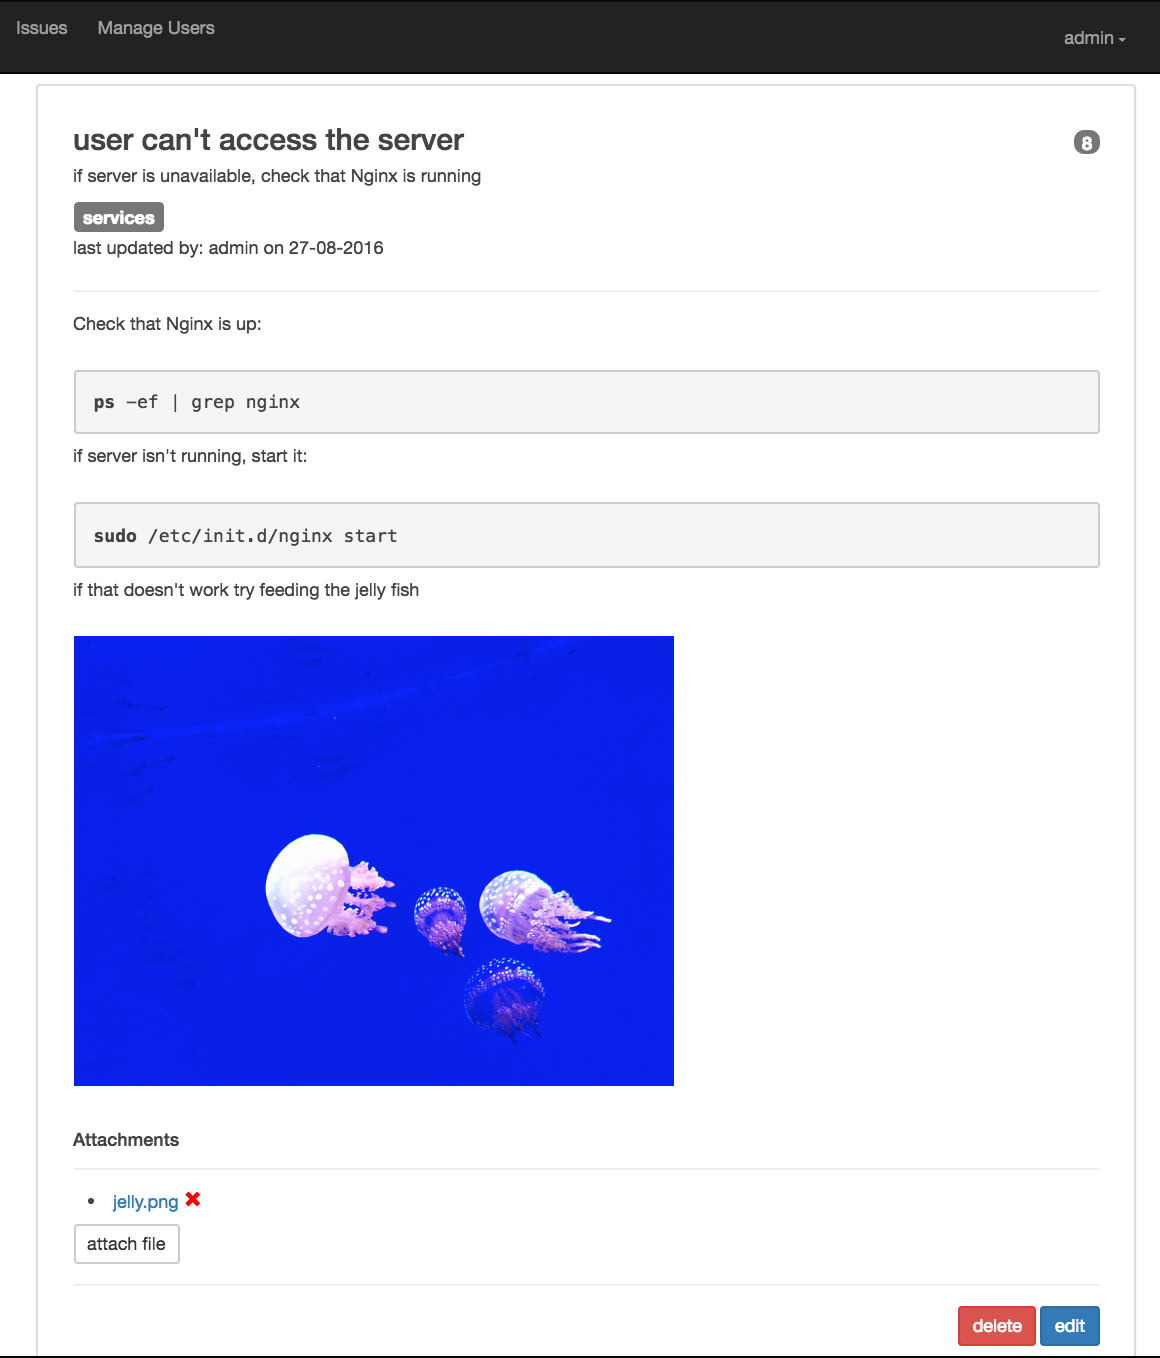 Issues Manage Users
admin
user can't access the server
8
if server is unavailable, check that Nginx is running
services
last updated by: admin on 27-08-2016
Check that Nginx is up:
ps -ef | grep nginx
if server isn't running, start it:
sudo /etc/init.d/nginx start
if that doesn't work try feeding the jelly fish
Attachments
jelly.png
attach file
delete edit